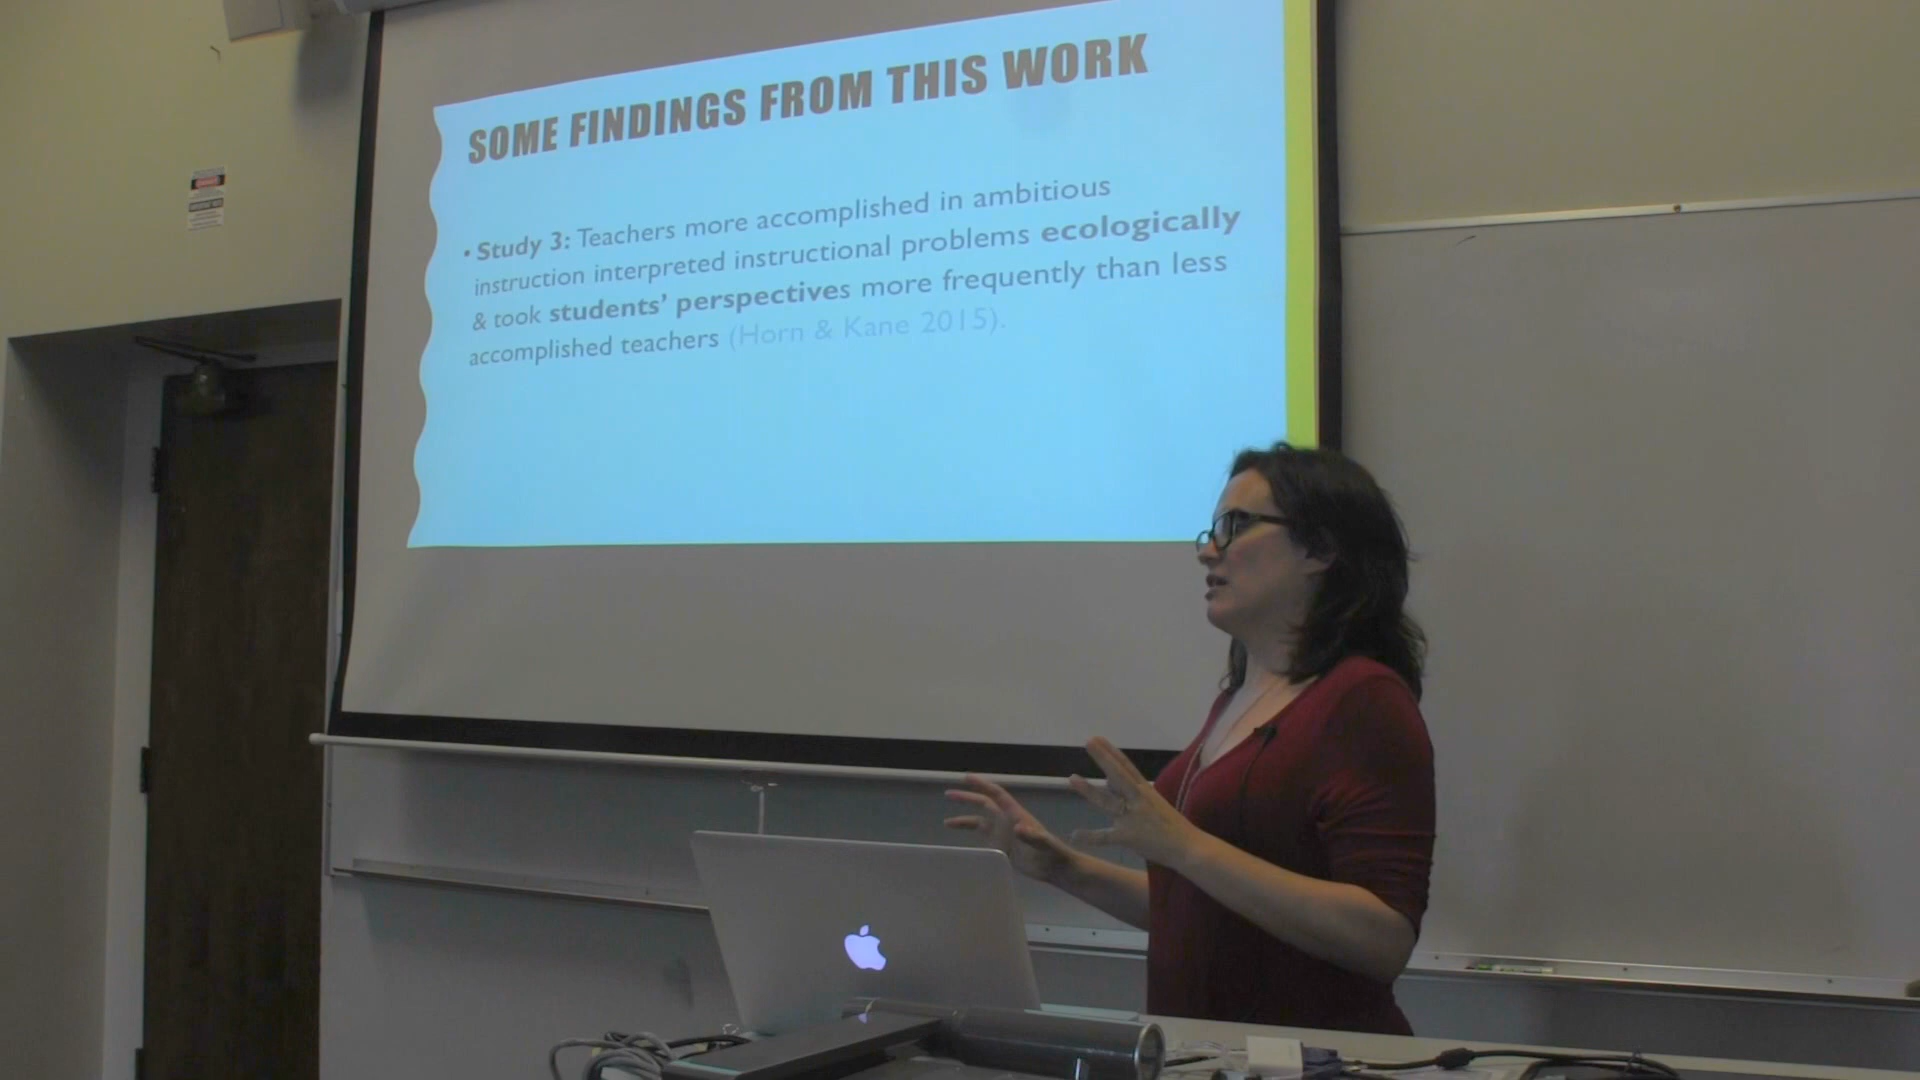 SOME FINDINGS FROM THIS WORK
• Study 3: Teachers more accomplished in ambitious
instruction interpreted instructional problems ecologically
& took students' perspectives more frequently than less
accomplished teachers (Horn & Kane 2015).